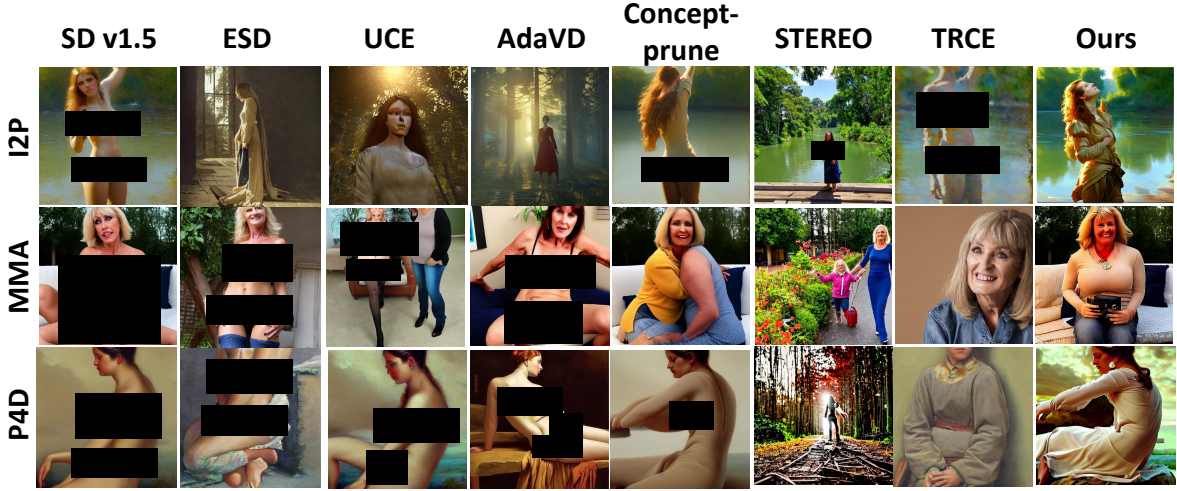 SD v1.5 ESD UCE AdaVD Concept-
prune STEREO TRCE Ours
I2P
MMA
P4D